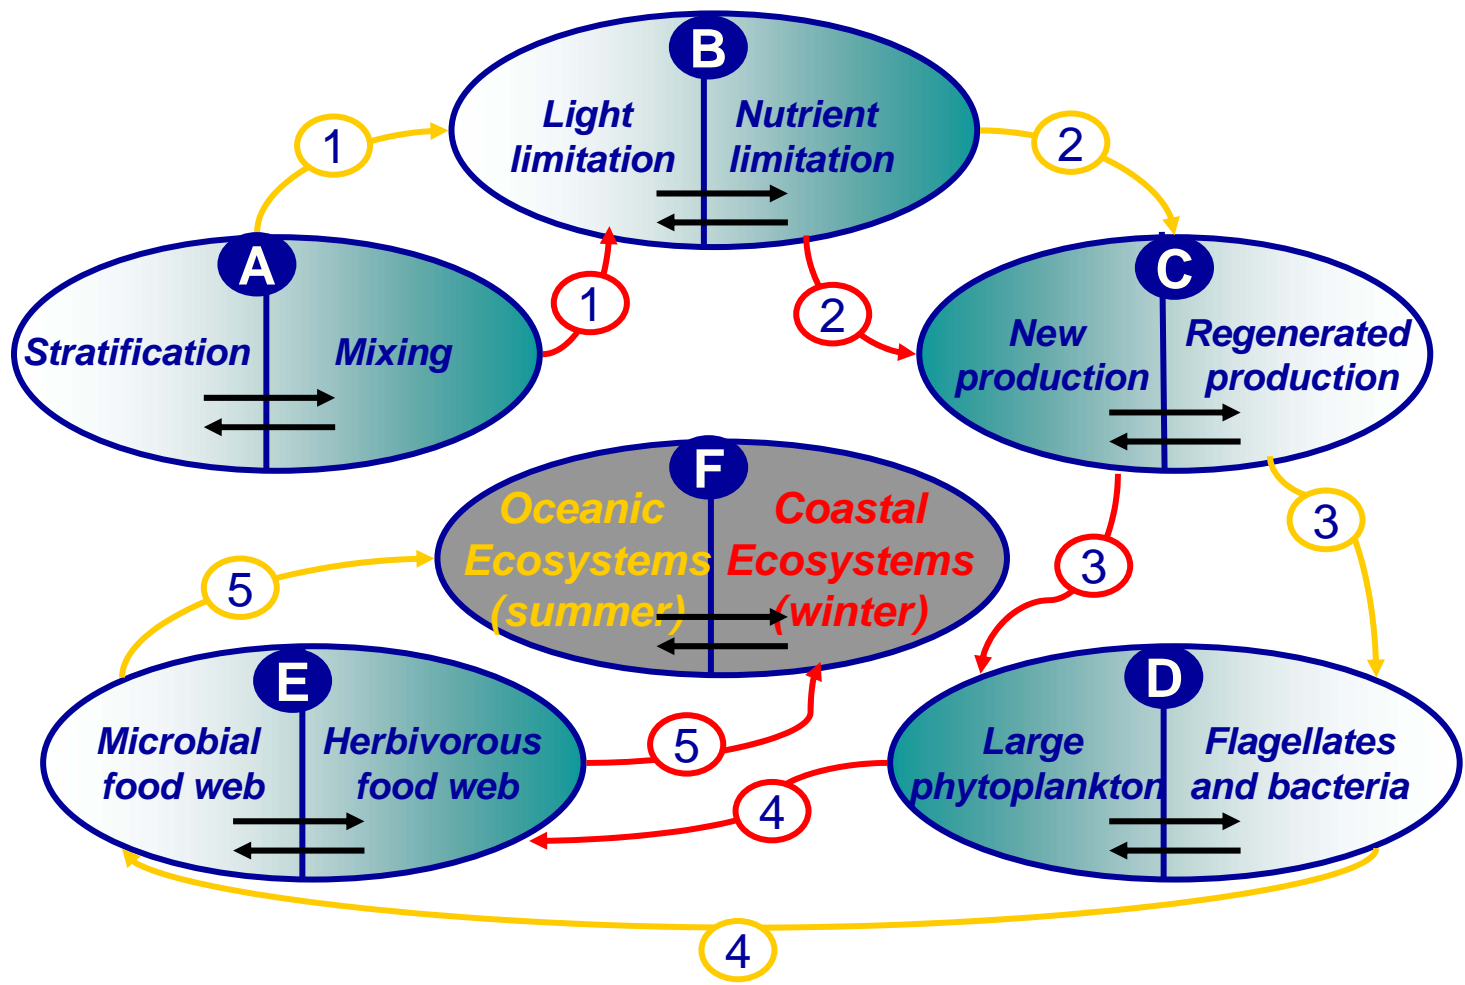 B
Light
limitation
Nutrient
limitation
1
2
A
Stratification
Mixing
1
2
C
New
production
Regenerated
production
F
Oceanic
Ecosystems
(summer)
Coastal
Ecosystems
(winter)
3
3
5
E
Microbial
food web
Herbivorous
food web
5
4
D
Large
phytoplankton
Flagellates
and bacteria
4